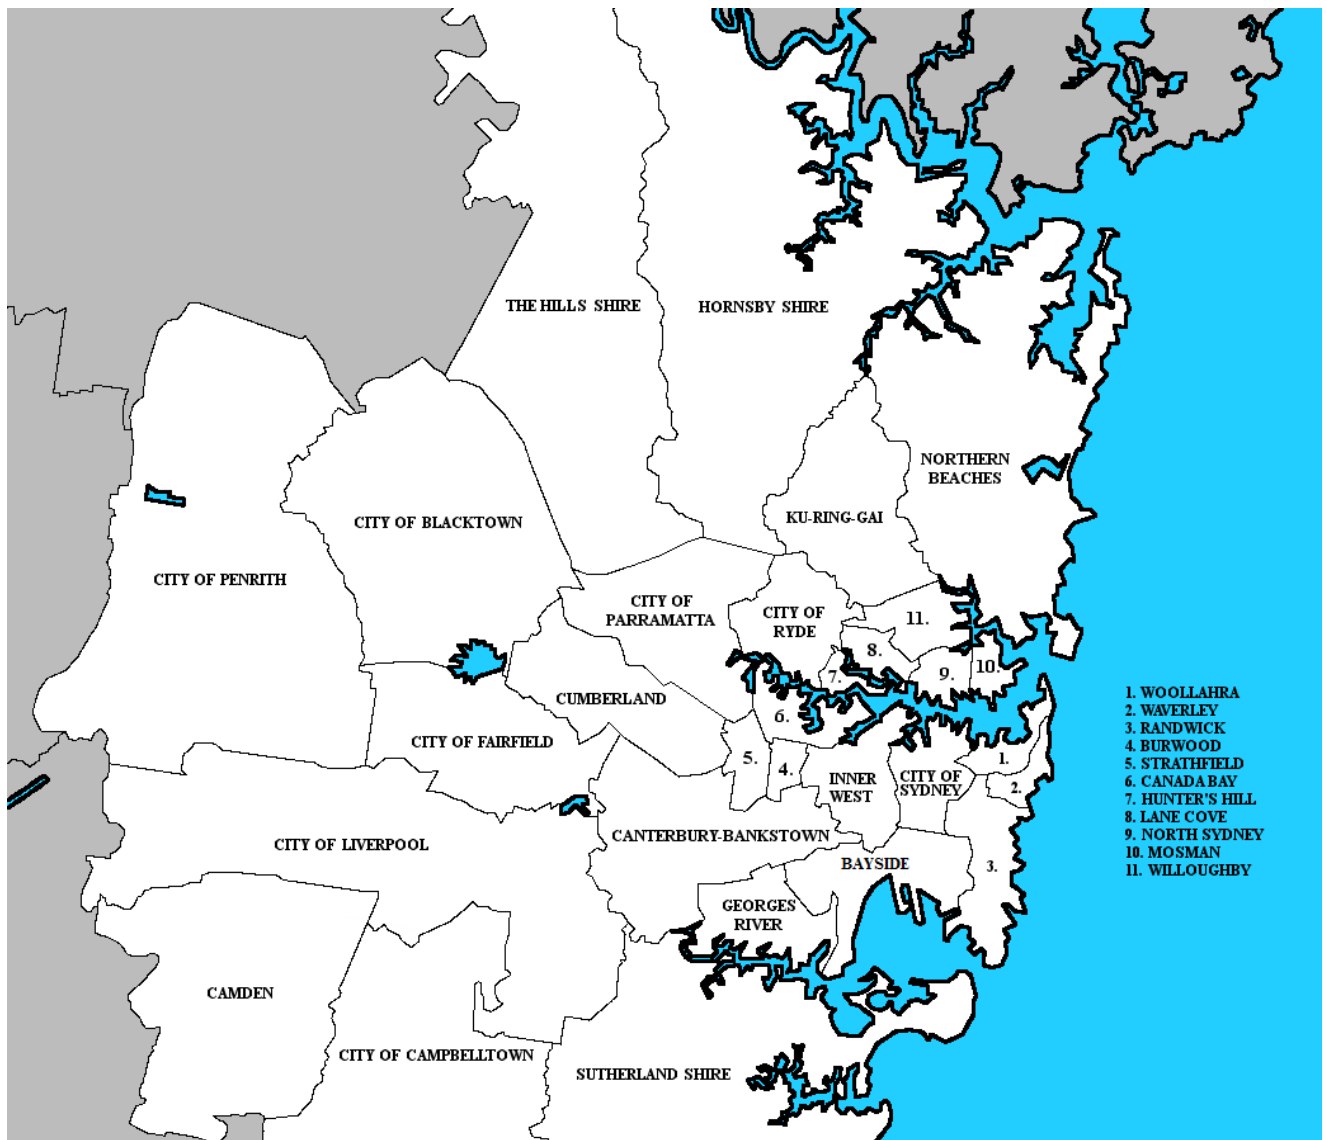 THE HILLS SHIRE
HORNSBY SHIRE
NORTHERN
BEACHES
KU-RING-GAI
CITY OF BLACKTOWN
CITY OF PENRITH
CITY OF
PARRAMATTA
CITY OF
RYDE
11.
8.
7.
9.
10.
CUMBERLAND
6.
CITY OF FAIRFIELD
5.
4.
INNER
WEST
CITY OF
SYDNEY
1.
2.
3.
CITY OF LIVERPOOL
CANTERBURY-BANKSTOWN
BAYSIDE
GEORGES
RIVER
CAMDEN
CITY OF CAMPBELLTOWN
SUTHERLAND SHIRE
1. WOOLLAHRA
2. WAVERLEY
3. RANDWICK
4. BURWOOD
5. STRATHFIELD
6. CANADA BAY
7. HUNTER'S HILL
8. LANE COVE
9. NORTH SYDNEY
10. MOSMAN
11. WILLOUGHBY